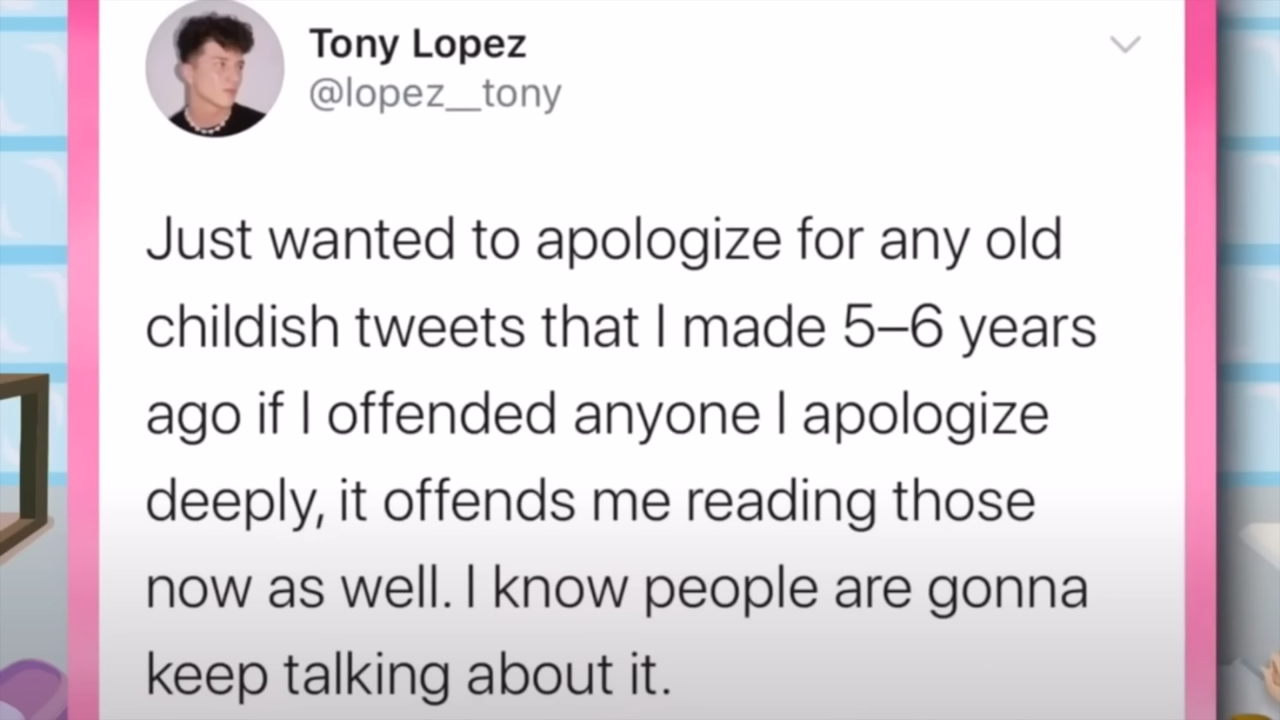 Tony Lopez
@lopez__tony
Just wanted to apologize for any old
childish tweets that I made 5–6 years
ago if I offended anyone I apologize
deeply, it offends me reading those
now as well. I know people are gonna
keep talking about it.